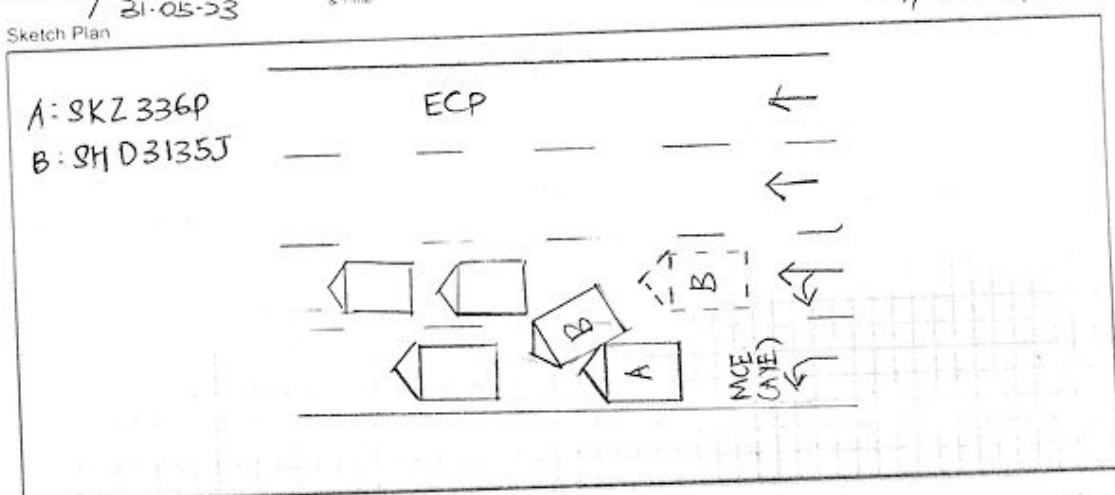 31-05-23
Sketch Plan
A: SKZ 336P
B: SHD3135J
ECP
B
B
A
MCE
(AYE)